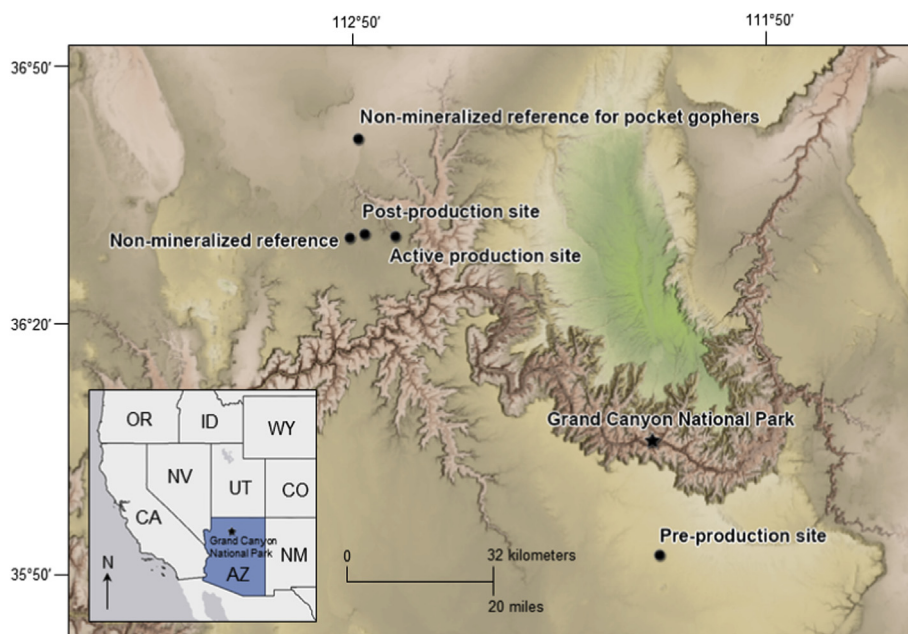 112°50′
111°50′
36°50′
Non-mineralized reference for pocket gophers
Post-production site
Non-mineralized reference
Active production site
36°20′
Grand Canyon National Park
OR
ID
WY
NV
UT
CO
CA
Grand Canyon
National Park
NM
AZ
N
0
32 kilometers
20 miles
Pre-production site
35°50′